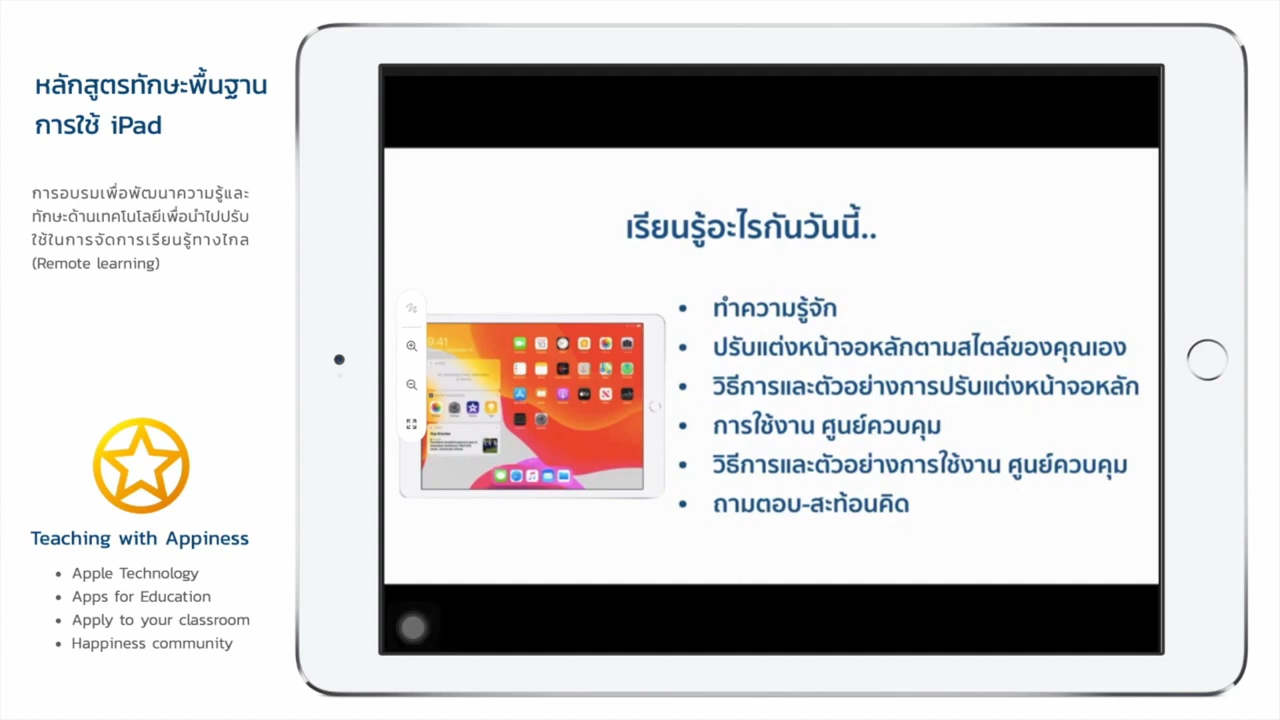 หลักสูตรทักษะพื้นฐาน
การใช้ iPad
การอบรมเพื่อพัฒนาความรู้และ
ทักษะด้านเทคโนโลยีเพื่อนำไปปรับ
ใช้ในการจัดการเรียนรู้ทางไกล
(Remote learning)
Teaching with Appiness
• Apple Technology
• Apps for Education
• Apply to your classroom
• Happiness community
เรียนรู้อะไรกันวันนี้..
• ทำความรู้จัก
• ปรับแต่งหน้าจอหลักตามสไตล์ของคุณเอง
• วิธีการและตัวอย่างการปรับแต่งหน้าจอหลัก
• การใช้งาน ศูนย์ควบคุม
• วิธีการและตัวอย่างการใช้งาน ศูนย์ควบคุม
• ถามตอบ-สะท้อนคิด
9:41